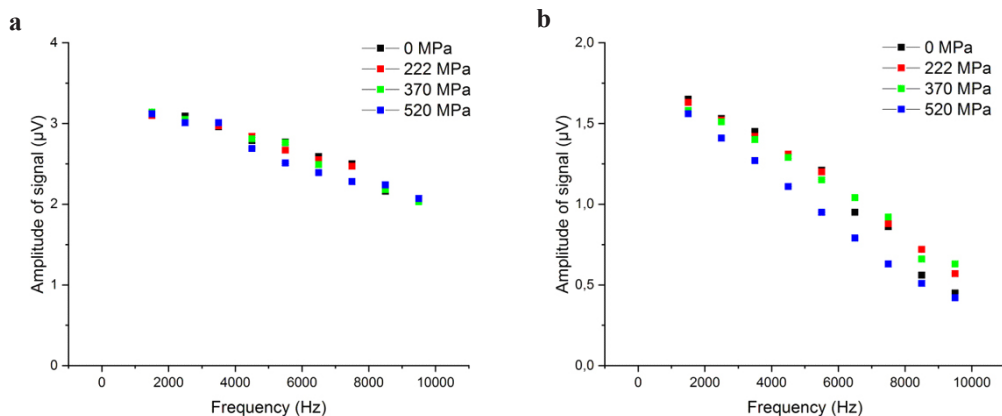 a
4
3
2
1
0
Amplitude of signal (μV)
0 MPa
222 MPa
370 MPa
520 MPa
0 2000 4000 6000 8000 10000
Frequency (Hz)
b
2,0
1,5
1,0
0,5
0,0
Amplitude of signal (μV)
0 MPa
222 MPa
370 MPa
520 MPa
0 2000 4000 6000 8000 10000
Frequency (Hz)